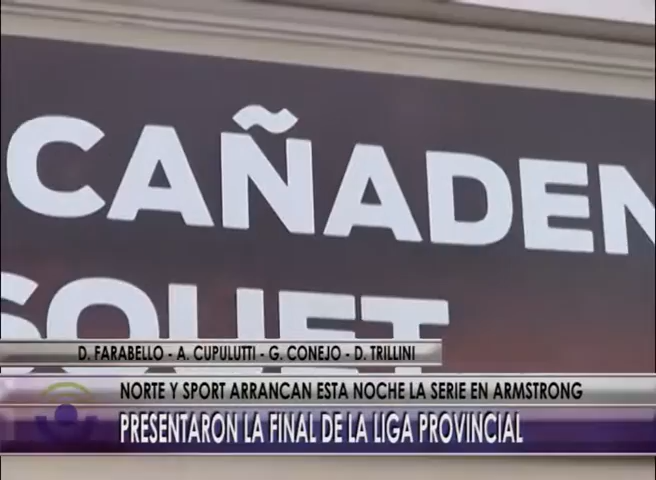 CAÑADEN
SQUET
D. FARABELLO - A. CUPULUTTI - G. CONEJO - D. TRILLINI
NORTE Y SPORT ARRANCAN ESTA NOCHE LA SERIE EN ARMSTRONG
PRESENTARON LA FINAL DE LA LIGA PROVINCIAL